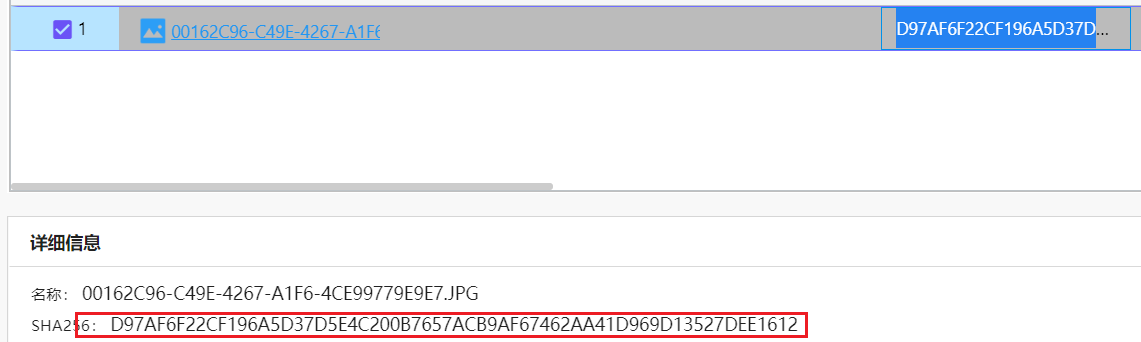 1 00162C96-C49E-4267-A1F6 D97AF6F22CF196A5D37D...
详细信息
名称: 00162C96-C49E-4267-A1F6-4CE99779E9E7.JPG
SHA256: D97AF6F22CF196A5D37D5E4C200B7657ACB9AF67462AA41D969D13527DEE1612